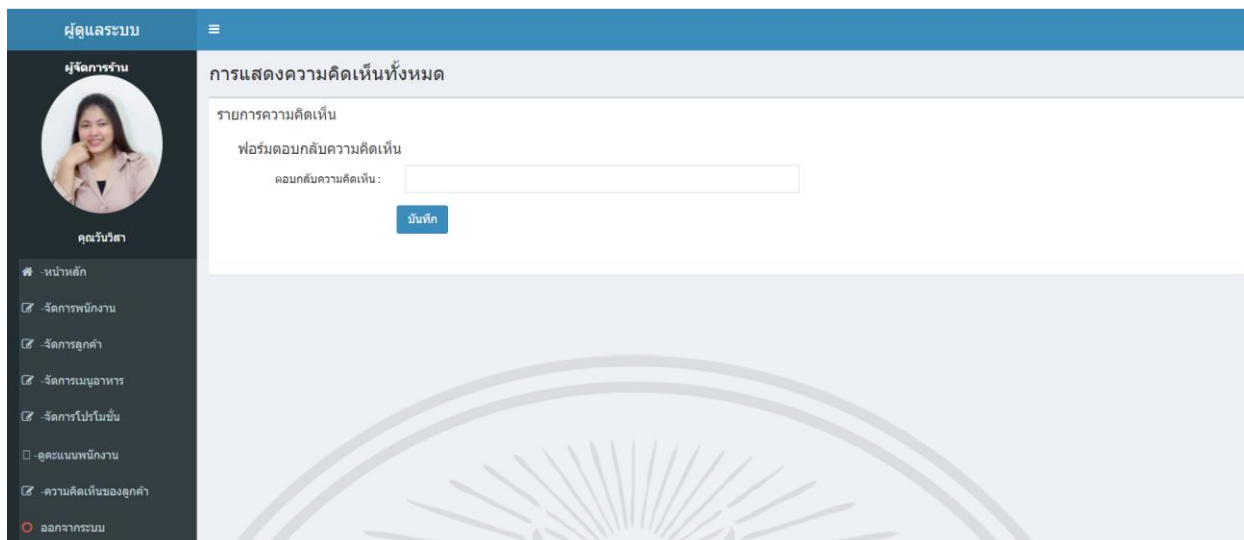 ผู้ดูแลระบบ
ผู้จัดการร้าน
คุณวันวิสา
-หน้าหลัก
-จัดการพนักงาน
-จัดการลูกค้า
-จัดการเมนูอาหาร
-จัดการโปรโมชั่น
-ดูคะแนนพนักงาน
-ความคิดเห็นของลูกค้า
ออกจากระบบ
การแสดงความคิดเห็นทั้งหมด
รายการความคิดเห็น
ฟอร์มตอบกลับความคิดเห็น
ตอบกลับความคิดเห็น :
บันทึก